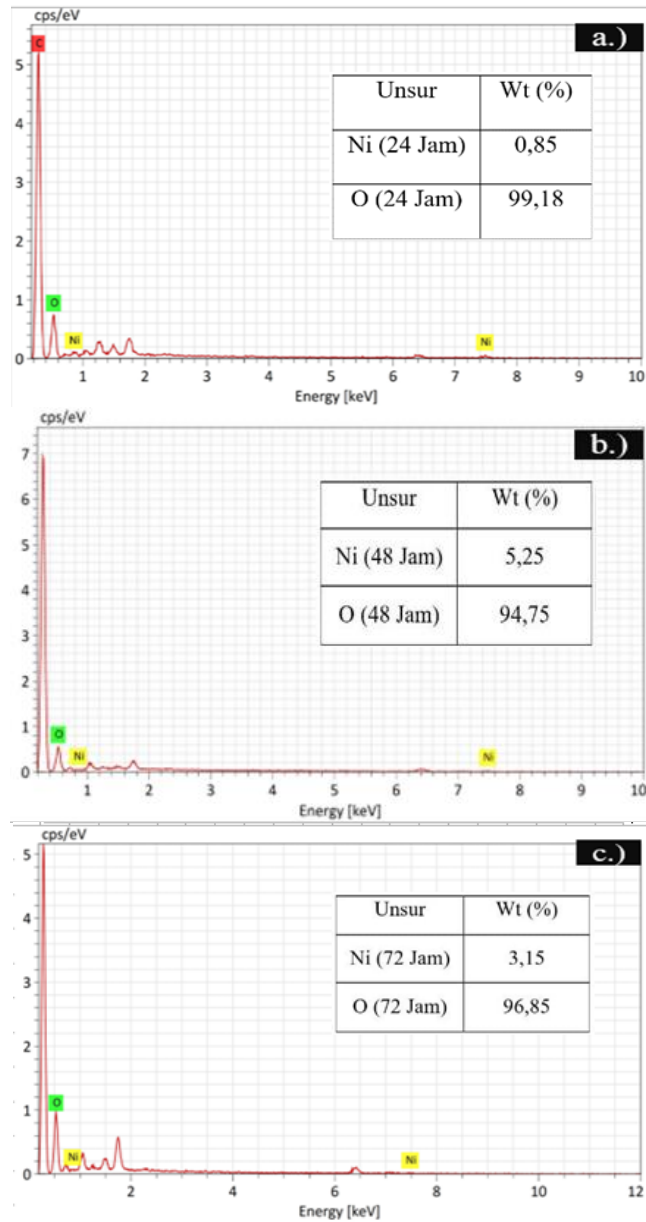 cps/eV
a.)
C
5
4
3
2
1
0
O
Ni
Ni
Unsur Wt (%)
Ni (24 Jam) 0,85
O (24 Jam) 99,18
1 2 3 4 5 6 7 8 9 10
Energy [keV]
cps/eV
b.)
7
6
5
4
3
2
1
0
O
Ni
Ni
Unsur Wt (%)
Ni (48 Jam) 5,25
O (48 Jam) 94,75
1 2 3 4 5 6 7 8 9 10
Energy [keV]
cps/eV
c.)
5
4
3
2
1
0
O
Ni
Ni
Unsur Wt (%)
Ni (72 Jam) 3,15
O (72 Jam) 96,85
2 4 6 8 10 12
Energy [keV]